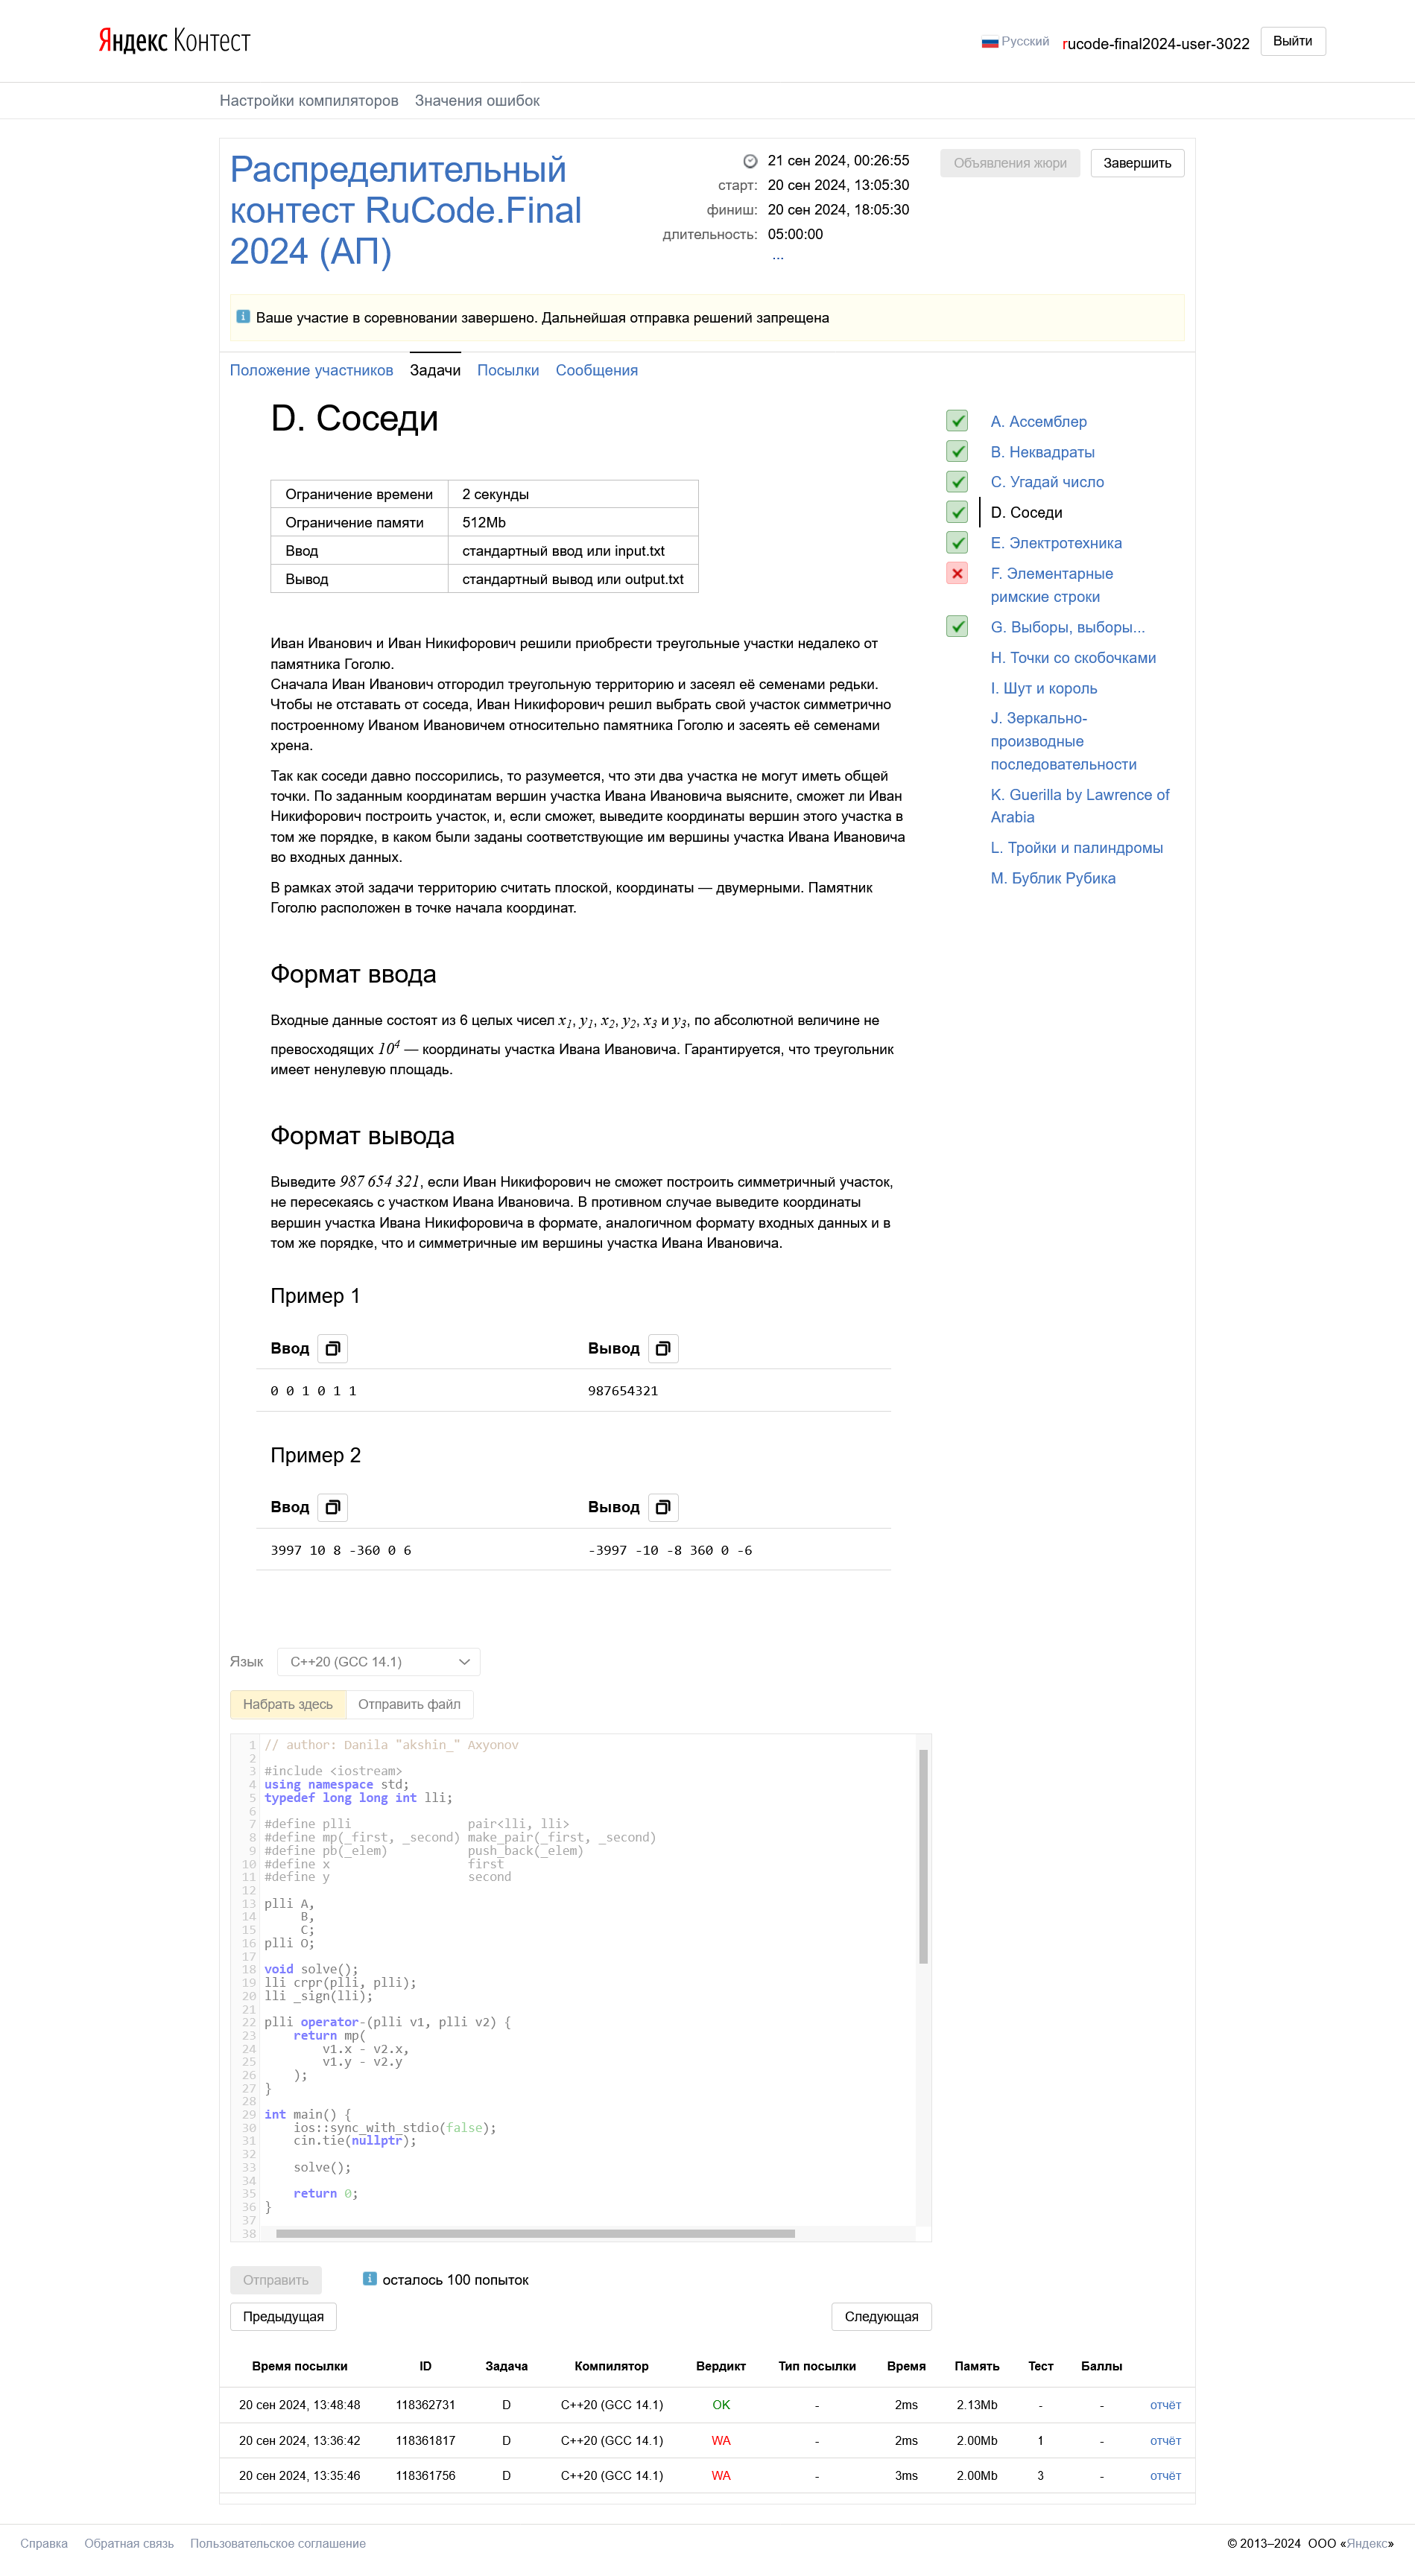 Яндекс Контест
Русский
rucode-final2024-user-3022
Выйти
Настройки компиляторов
Значения ошибок
Распределительный
контест RuCode.Final
2024 (АП)
21 сен 2024, 00:26:55
старт: 20 сен 2024, 13:05:30
финиш: 20 сен 2024, 18:05:30
длительность: 05:00:00
...
Объявления жюри
Завершить
Ваше участие в соревновании завершено. Дальнейшая отправка решений запрещена
Положение участников
Задачи
Посылки
Сообщения
D. Соседи
Ограничение времени 2 секунды
Ограничение памяти 512Mb
Ввод стандартный ввод или input.txt
Вывод стандартный вывод или output.txt
Иван Иванович и Иван Никифорович решили приобрести треугольные участки недалеко от
памятника Гоголю.
Сначала Иван Иванович отгородил треугольную территорию и засеял её семенами редьки.
Чтобы не отставать от соседа, Иван Никифорович решил выбрать свой участок симметрично
построенному Иваном Ивановичем относительно памятника Гоголю и засеять её семенами
хрена.
Так как соседи давно поссорились, то разумеется, что эти два участка не могут иметь общей
точки. По заданным координатам вершин участка Ивана Ивановича выясните, сможет ли Иван
Никифорович построить участок, и, если сможет, выведите координаты вершин этого участка в
том же порядке, в каком были заданы соответствующие им вершины участка Ивана Ивановича
во входных данных.
В рамках этой задачи территорию считать плоской, координаты — двумерными. Памятник
Гоголю расположен в точке начала координат.
Формат ввода
Входные данные состоят из 6 целых чисел x1, y1, x2, y2, x3 и y3, по абсолютной величине не
превосходящих 10^4 — координаты участка Ивана Ивановича. Гарантируется, что треугольник
имеет ненулевую площадь.
Формат вывода
Выведите 987 654 321, если Иван Никифорович не сможет построить симметричный участок,
не пересекаясь с участком Ивана Ивановича. В противном случае выведите координаты
вершин участка Ивана Никифоровича в формате, аналогичном формату входных данных и в
том же порядке, что и симметричные им вершины участка Ивана Ивановича.
Пример 1
Ввод
Вывод
0 0 1 0 1 1
987654321
Пример 2
Ввод
Вывод
3997 10 8 -360 0 6
-3997 -10 -8 360 0 -6
A. Ассемблер
B. Неквадраты
C. Угадай число
D. Соседи
E. Электротехника
F. Элементарные
римские строки
G. Выборы, выборы...
H. Точки со скобочками
I. Шут и король
J. Зеркально-
производные
последовательности
K. Guerilla by Lawrence of
Arabia
L. Тройки и палиндромы
M. Бублик Рубика
Язык
C++20 (GCC 14.1)
Набрать здесь
Отправить файл
1 // author: Danila "akshin_" Axyonov
2
3 #include <iostream>
4 using namespace std;
5 typedef long long int lli;
6
7 #define plli pair<lli, lli>
8 #define mp(_first, _second) make_pair(_first, _second)
9 #define pb(_elem) push_back(_elem)
10 #define x first
11 #define y second
12
13 plli A,
14 B,
15 C;
16 plli O;
17
18 void solve();
19 lli crpr(plli, plli);
20 lli _sign(lli);
21
22 plli operator-(plli v1, plli v2) {
23 return mp(
24 v1.x - v2.x,
25 v1.y - v2.y
26 );
27 }
28
29 int main() {
30 ios::sync_with_stdio(false);
31 cin.tie(nullptr);
32
33 solve();
34
35 return 0;
36 }
37
38
Отправить
осталось 100 попыток
Предыдущая
Следующая
Время посылки ID Задача Компилятор Вердикт Тип посылки Время Память Тест Баллы
20 сен 2024, 13:48:48 118362731 D C++20 (GCC 14.1) OK - 2ms 2.13Mb - - отчёт
20 сен 2024, 13:36:42 118361817 D C++20 (GCC 14.1) WA - 2ms 2.00Mb 1 - отчёт
20 сен 2024, 13:35:46 118361756 D C++20 (GCC 14.1) WA - 3ms 2.00Mb 3 - отчёт
Справка
Обратная связь
Пользовательское соглашение
© 2013–2024 ООО «Яндекс»